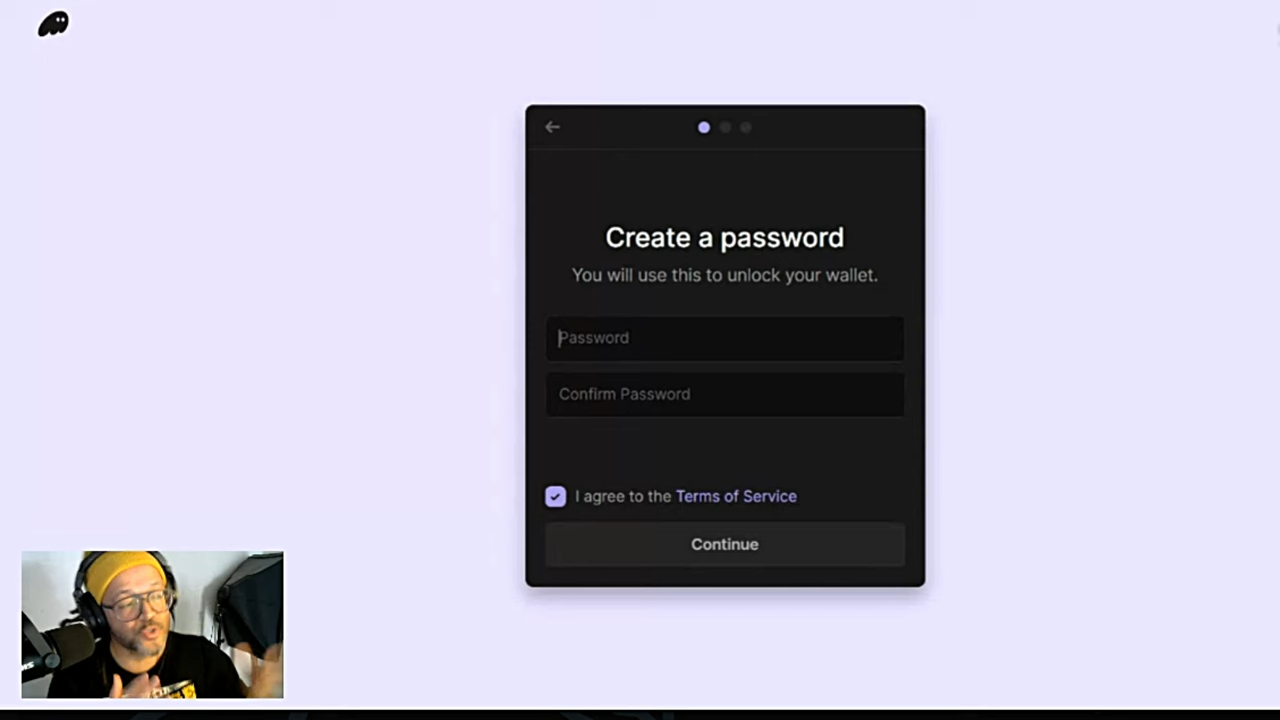 Create a password
You will use this to unlock your wallet.
Password
Confirm Password
I agree to the Terms of Service
Continue